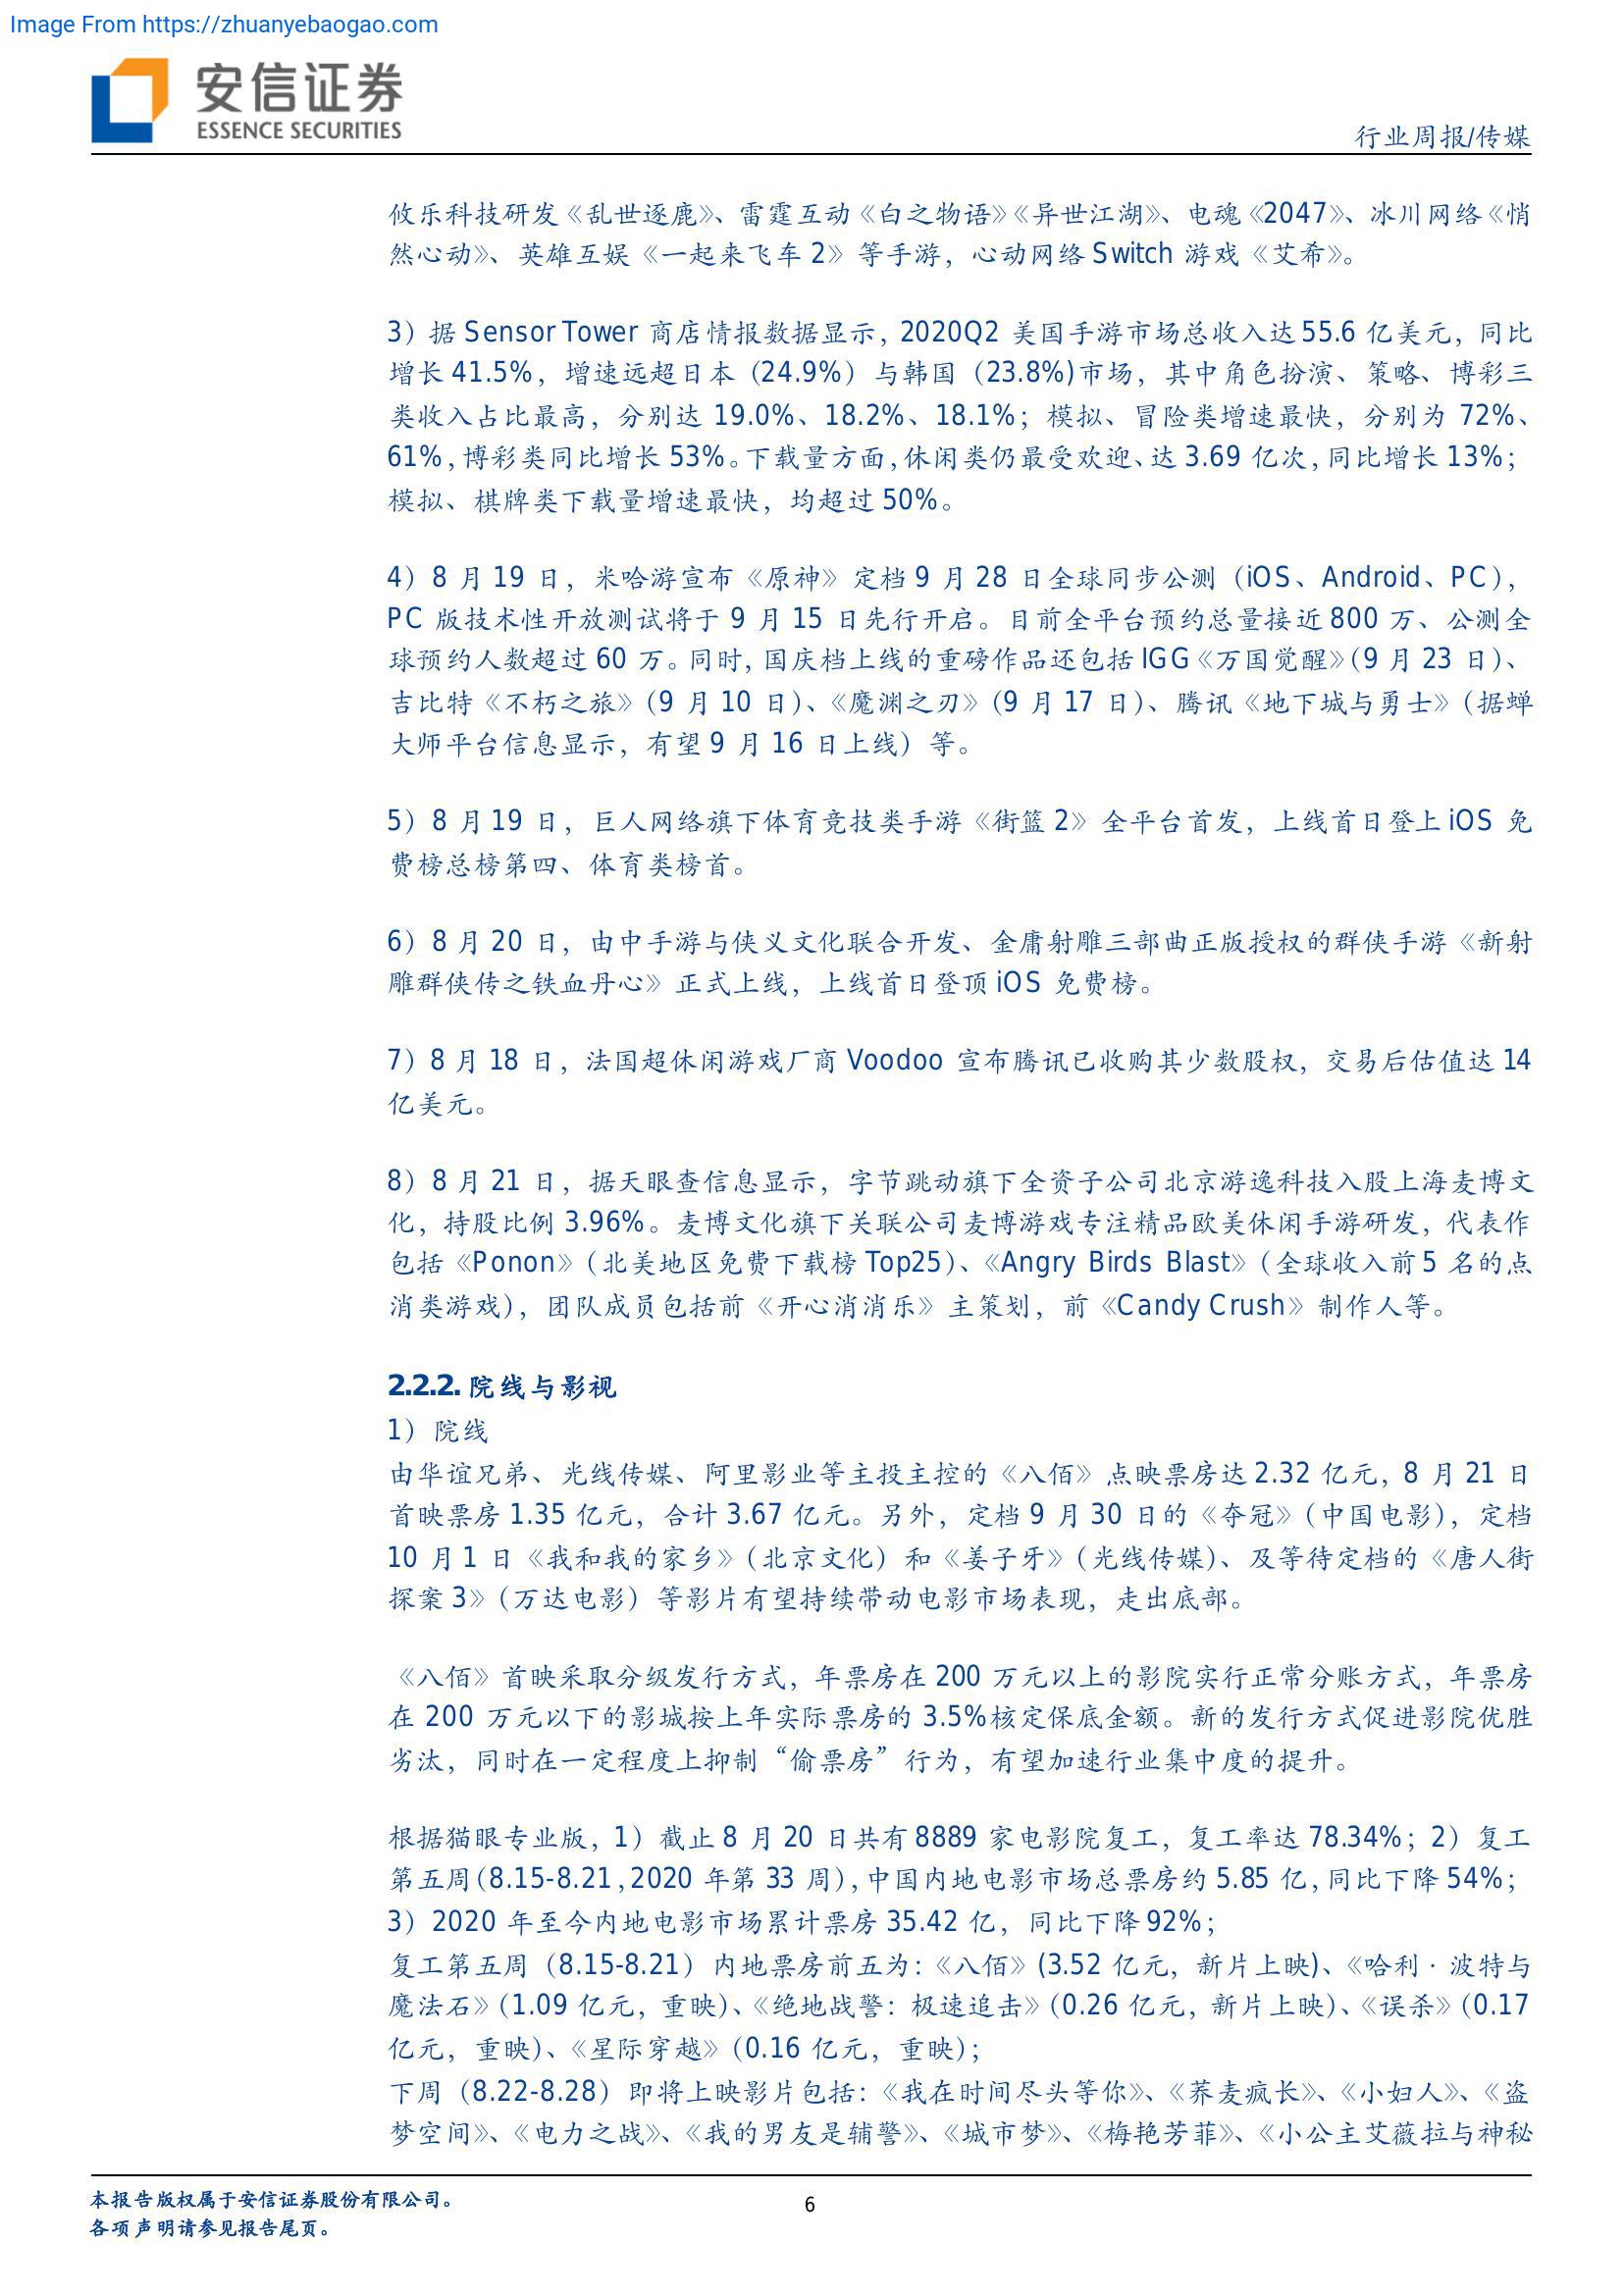 Image From https://zhuanyebaogao.com
安信证券
ESSENCE SECURITIES
行业周报/传媒
攸乐科技研发《乱世逐鹿》、雷霆互动《白之物语》《异世江湖》、电魂《2047》、冰川网络《悄
然心动》、英雄互娱《一起来飞车 2》等手游，心动网络 Switch 游戏《艾希》。
3）据 Sensor Tower 商店情报数据显示，2020Q2 美国手游市场总收入达 55.6 亿美元，同比
增长 41.5%，增速远超日本（24.9%）与韩国（23.8%)市场，其中角色扮演、策略、博彩三
类收入占比最高，分别达 19.0%、18.2%、18.1%；模拟、冒险类增速最快，分别为 72%、
61%，博彩类同比增长 53%。下载量方面，休闲类仍最受欢迎、达 3.69 亿次，同比增长 13%；
模拟、棋牌类下载量增速最快，均超过 50%。
4）8 月 19 日，米哈游宣布《原神》定档 9 月 28 日全球同步公测（iOS、Android、PC），
PC 版技术性开放测试将于 9 月 15 日先行开启。目前全平台预约总量接近 800 万、公测全
球预约人数超过 60 万。同时，国庆档上线的重磅作品还包括 IGG《万国觉醒》（9 月 23 日）、
吉比特《不朽之旅》（9 月 10 日）、《魔渊之刃》（9 月 17 日）、腾讯《地下城与勇士》（据蝉
大师平台信息显示，有望 9 月 16 日上线）等。
5）8 月 19 日，巨人网络旗下体育竞技类手游《街篮 2》全平台首发，上线首日登上 iOS 免
费榜总榜第四、体育类榜首。
6）8 月 20 日，由中手游与侠义文化联合开发、金庸射雕三部曲正版授权的群侠手游《新射
雕群侠传之铁血丹心》正式上线，上线首日登顶 iOS 免费榜。
7）8 月 18 日，法国超休闲游戏厂商 Voodoo 宣布腾讯已收购其少数股权，交易后估值达 14
亿美元。
8）8 月 21 日，据天眼查信息显示，字节跳动旗下全资子公司北京游逸科技入股上海麦博文
化，持股比例 3.96%。麦博文化旗下关联公司麦博游戏专注精品欧美休闲手游研发，代表作
包括《Ponon》（北美地区免费下载榜 Top25）、《Angry Birds Blast》（全球收入前 5 名的点
消类游戏），团队成员包括前《开心消消乐》主策划，前《Candy Crush》制作人等。
2.2.2. 院线与影视
1）院线
由华谊兄弟、光线传媒、阿里影业等主投主控的《八佰》点映票房达 2.32 亿元，8 月 21 日
首映票房 1.35 亿元，合计 3.67 亿元。另外，定档 9 月 30 日的《夺冠》（中国电影），定档
10 月 1 日《我和我的家乡》（北京文化）和《姜子牙》（光线传媒）、及等待定档的《唐人街
探案 3》（万达电影）等影片有望持续带动电影市场表现，走出底部。
《八佰》首映采取分级发行方式，年票房在 200 万元以上的影院实行正常分账方式，年票房
在 200 万元以下的影城按上年实际票房的 3.5%核定保底金额。新的发行方式促进影院优胜
劣汰，同时在一定程度上抑制“偷票房”行为，有望加速行业集中度的提升。
根据猫眼专业版，1）截止 8 月 20 日共有 8889 家电影院复工，复工率达 78.34%；2）复工
第五周（8.15-8.21，2020 年第 33 周），中国内地电影市场总票房约 5.85 亿，同比下降 54%；
3）2020 年至今内地电影市场累计票房 35.42 亿，同比下降 92%；
复工第五周（8.15-8.21）内地票房前五为：《八佰》(3.52 亿元，新片上映)、《哈利·波特与
魔法石》（1.09 亿元，重映）、《绝地战警：极速追击》（0.26 亿元，新片上映）、《误杀》（0.17
亿元，重映）、《星际穿越》（0.16 亿元，重映）；
下周（8.22-8.28）即将上映影片包括：《我在时间尽头等你》、《荞麦疯长》、《小妇人》、《盗
梦空间》、《电力之战》、《我的男友是辅警》、《城市梦》、《梅艳芳菲》、《小公主艾薇拉与神秘
本报告版权属于安信证券股份有限公司。
6
各项声明请参见报告尾页。